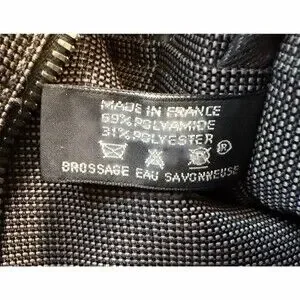 MADE IN FRANCE
69% POLYAMIDE
31% POLYESTER
BROSSAGE EAU SAVONNEUSE